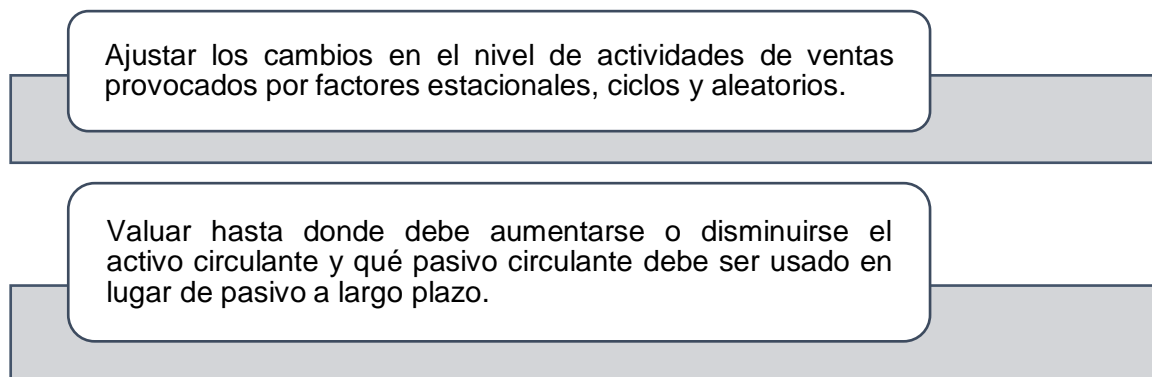 Ajustar los cambios en el nivel de actividades de ventas
provocados por factores estacionales, ciclos y aleatorios.
Valuar hasta donde debe aumentarse o disminuirse el
activo circulante y qué pasivo circulante debe ser usado en
lugar de pasivo a largo plazo.